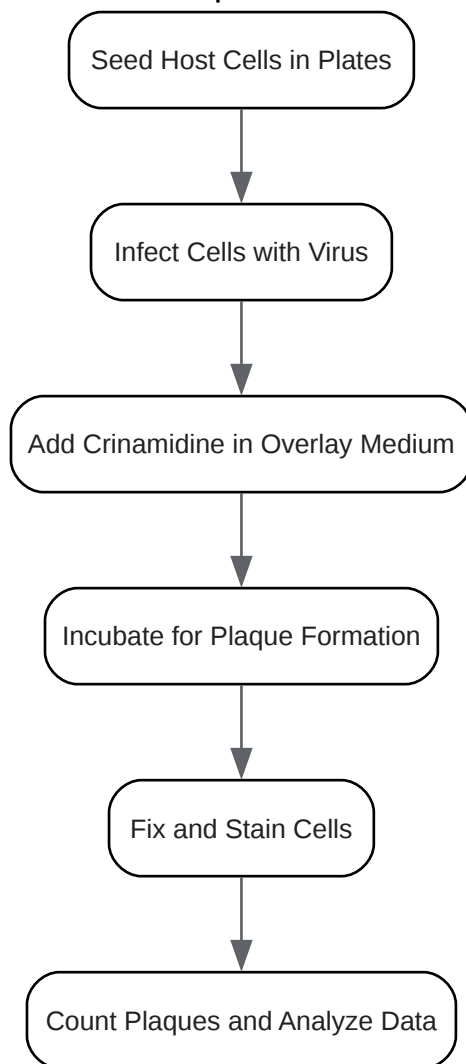 Seed Host Cells in Plates
Infect Cells with Virus
Add Crinamidine in Overlay Medium
Incubate for Plaque Formation
Fix and Stain Cells
Count Plaques and Analyze Data